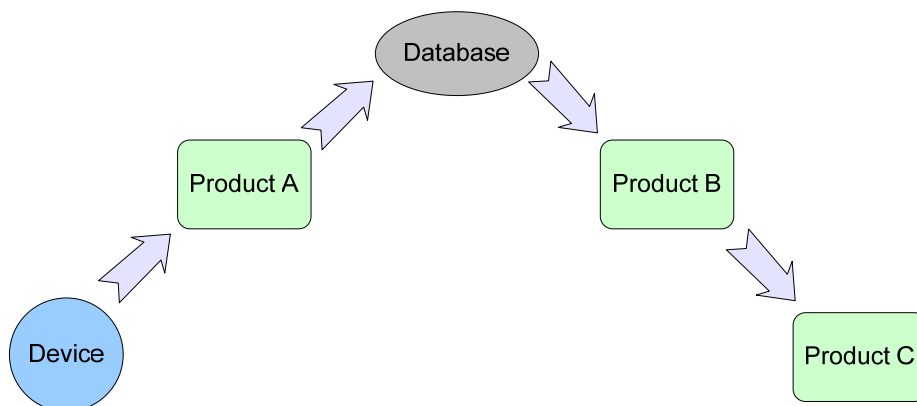 Database
Product A
Product B
Device
Product C